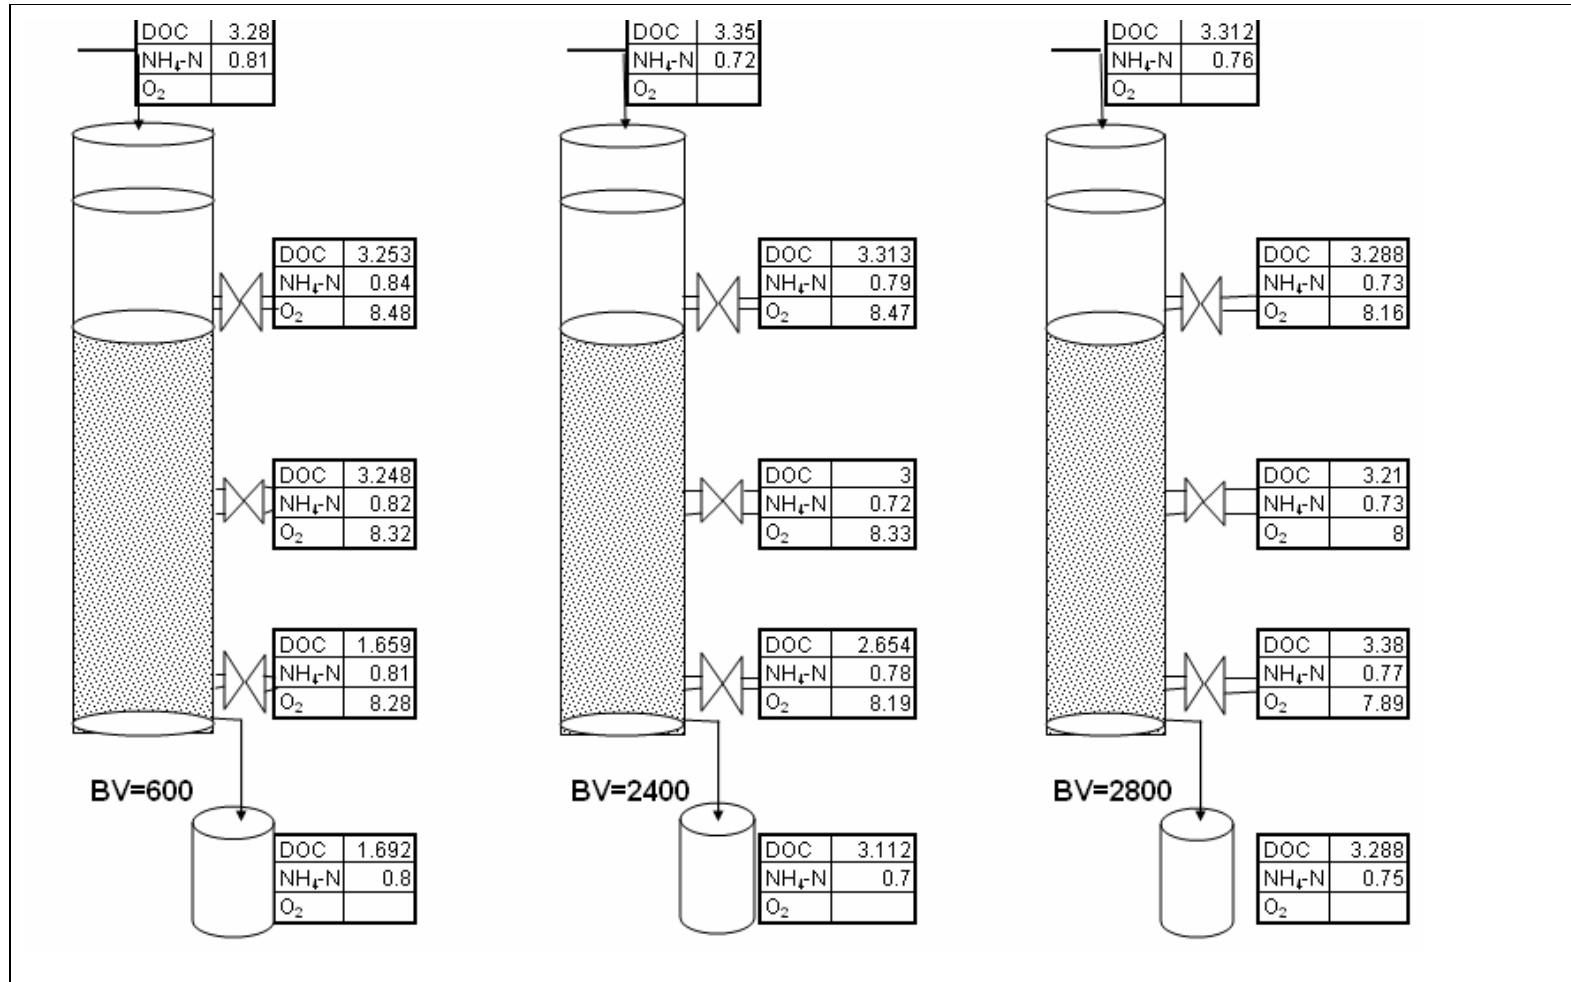 DOC 3.28
NH₄-N 0.81
O₂
DOC 3.35
NH₄-N 0.72
O₂
DOC 3.312
NH₄-N 0.76
O₂
DOC 3.253
NH₄-N 0.84
O₂ 8.48
DOC 3.313
NH₄-N 0.79
O₂ 8.47
DOC 3.288
NH₄-N 0.73
O₂ 8.16
DOC 3.248
NH₄-N 0.82
O₂ 8.32
DOC 3
NH₄-N 0.72
O₂ 8.33
DOC 3.21
NH₄-N 0.73
O₂ 8
DOC 1.659
NH₄-N 0.81
O₂ 8.28
DOC 2.654
NH₄-N 0.78
O₂ 8.19
DOC 3.38
NH₄-N 0.77
O₂ 7.89
BV=600
BV=2400
BV=2800
DOC 1.692
NH₄-N 0.8
O₂
DOC 3.112
NH₄-N 0.7
O₂
DOC 3.288
NH₄-N 0.75
O₂